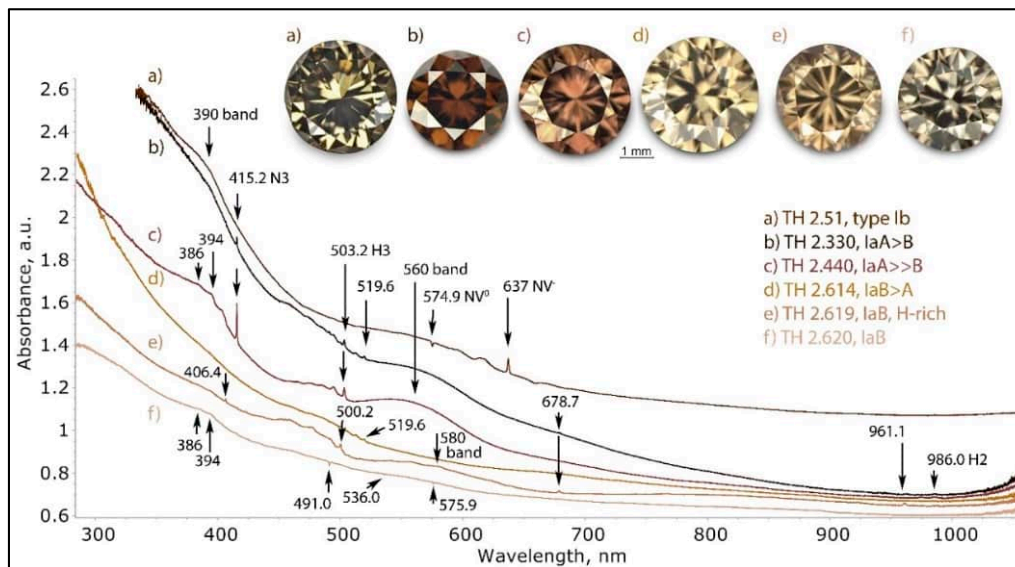 a)
b)
c)
d)
e)
f)
1 mm
2.6
2.4
2.2
2
1.8
1.6
1.4
1.2
1
0.8
0.6
Absorbance, a.u.
a)
b)
c)
d)
e)
f)
390 band
415.2 N3
386
394
503.2 H3
519.6
560 band
574.9 NV⁰
637 NV⁻
a) TH 2.51, type Ib
b) TH 2.330, IaA>B
c) TH 2.440, IaA>>B
d) TH 2.614, IaB>A
e) TH 2.619, IaB, H-rich
f) TH 2.620, IaB
406.4
500.2
519.6
580
band
678.7
961.1
986.0 H2
386
394
491.0
536.0
575.9
300
400
500
600
700
800
900
1000
Wavelength, nm